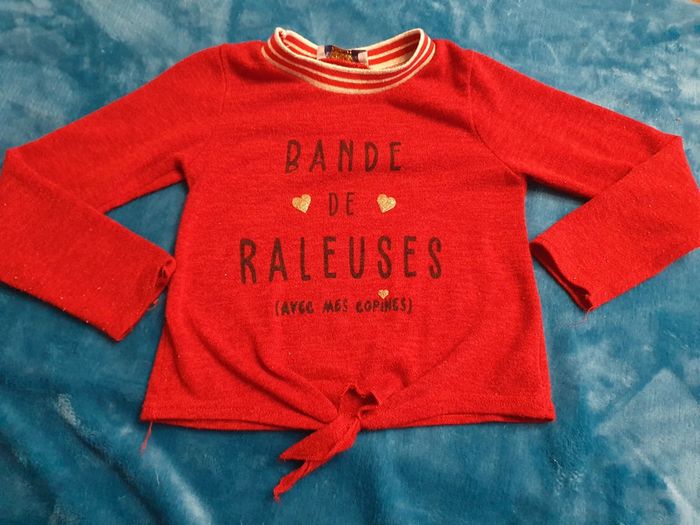 BANDE
DE
RALEUSES
(AVEC MES COPINES)